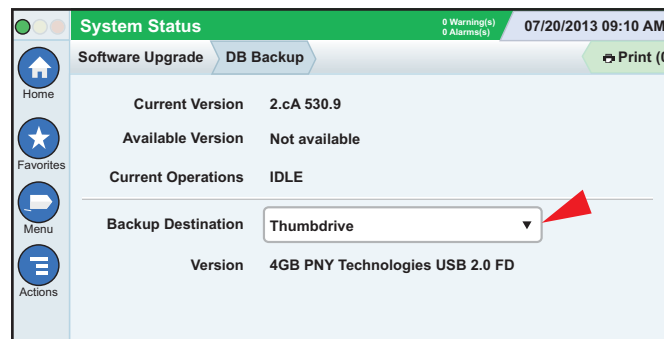 System Status
0 Warning(s)
0 Alarms(s)
07/20/2013 09:10 AM
Software Upgrade DB Backup
Print (0
Home
Current Version 2.cA 530.9
Available Version Not available
Favorites
Current Operations IDLE
Menu
Backup Destination Thumbdrive
Version 4GB PNY Technologies USB 2.0 FD
Actions